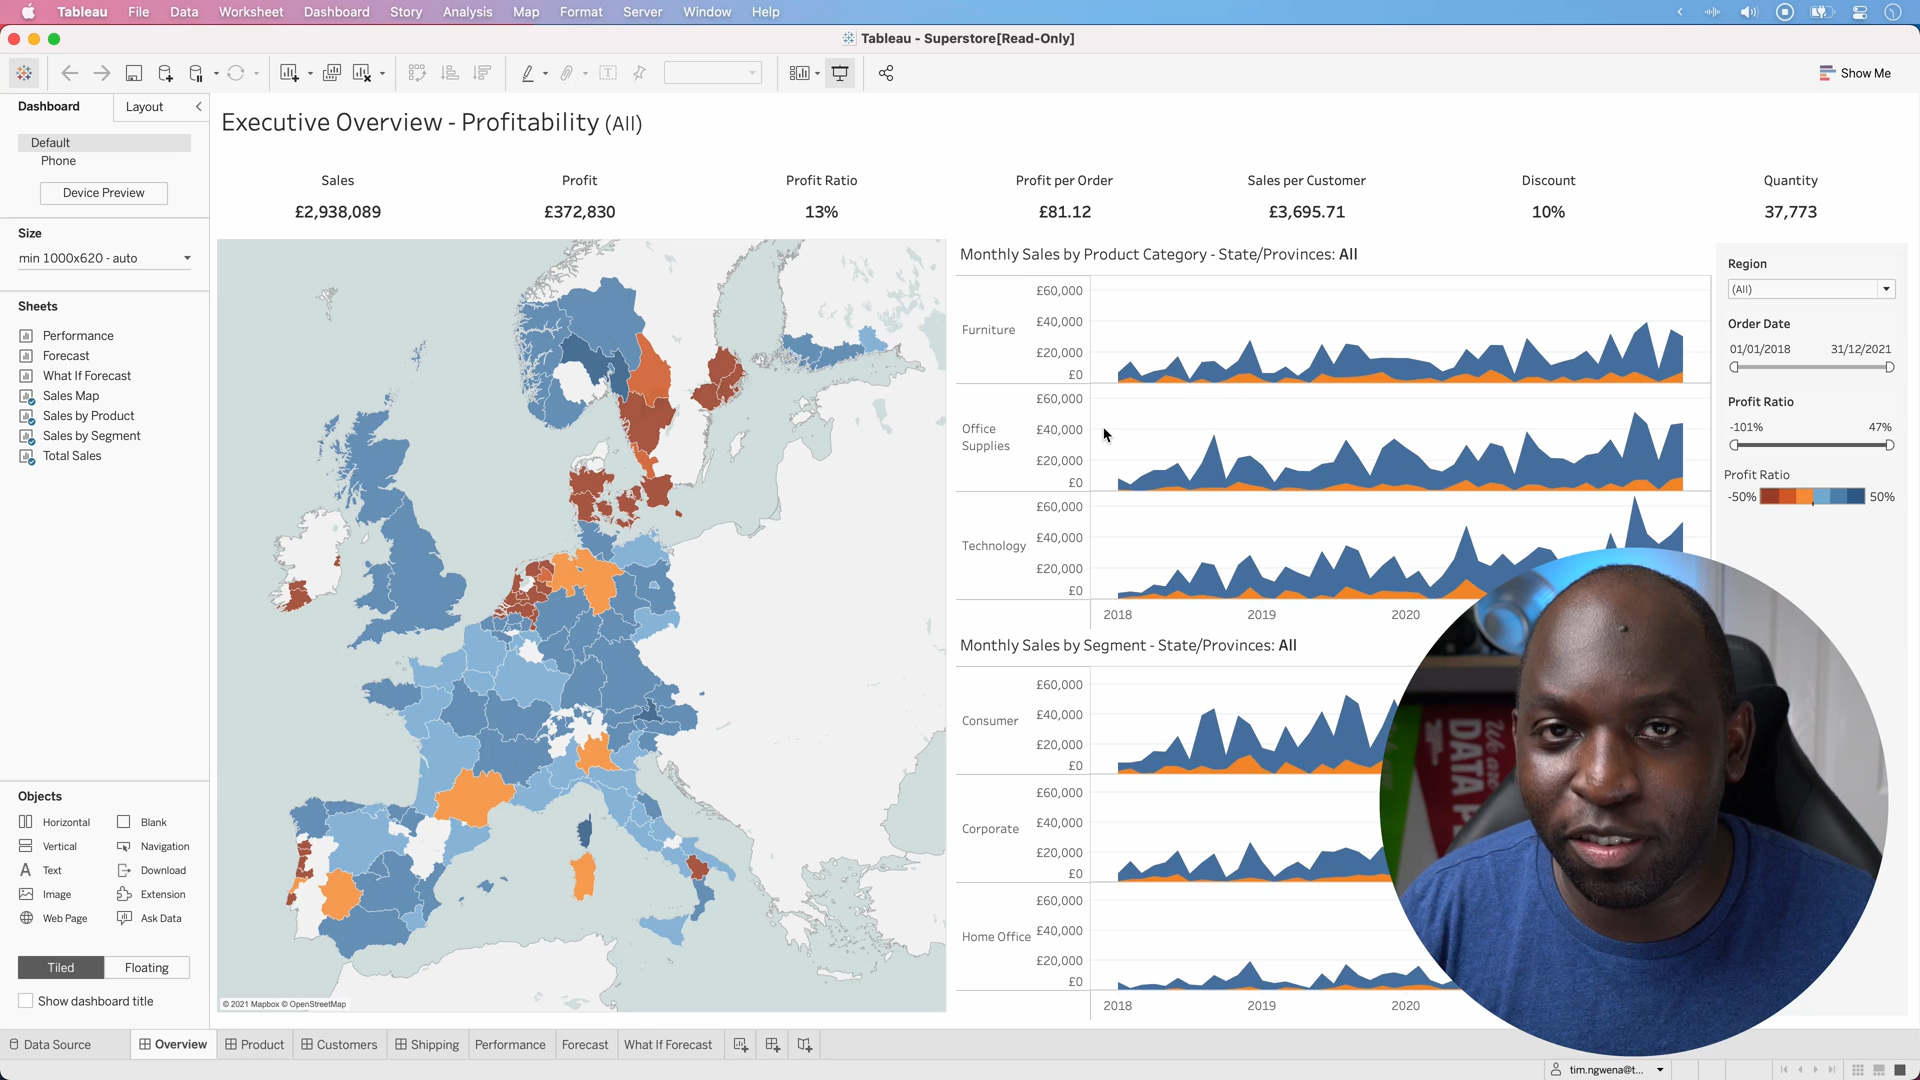 Tableau File Data Worksheet Dashboard Story Analysis Map Format Server Window Help
Tableau - Superstore[Read-Only]
Show Me
Dashboard Layout
Default
Phone
Device Preview
Size
min 1000x620 - auto
Sheets
Performance
Forecast
What If Forecast
Sales Map
Sales by Product
Sales by Segment
Total Sales
Objects
Horizontal Blank
Vertical Navigation
Text Download
Image Extension
Web Page Ask Data
Tiled Floating
Show dashboard title
Executive Overview - Profitability (All)
Sales Profit Profit Ratio Profit per Order Sales per Customer Discount Quantity
£2,938,089 £372,830 13% £81.12 £3,695.71 10% 37,773
© 2021 Mapbox © OpenStreetMap
Monthly Sales by Product Category - State/Provinces: All
Furniture
£60,000
£40,000
£20,000
£0
Office
Supplies
£60,000
£40,000
£20,000
£0
Technology
£60,000
£40,000
£20,000
£0
2018 2019 2020
Monthly Sales by Segment - State/Provinces: All
Consumer
£60,000
£40,000
£20,000
£0
Corporate
£60,000
£40,000
£20,000
£0
Home Office
£60,000
£40,000
£20,000
£0
2018 2019 2020
Region
(All)
Order Date
01/01/2018 31/12/2021
Profit Ratio
-101% 47%
Profit Ratio
-50% 50%
We are
DATA
Data Source Overview Product Customers Shipping Performance Forecast What If Forecast
tim.ngwena@t...